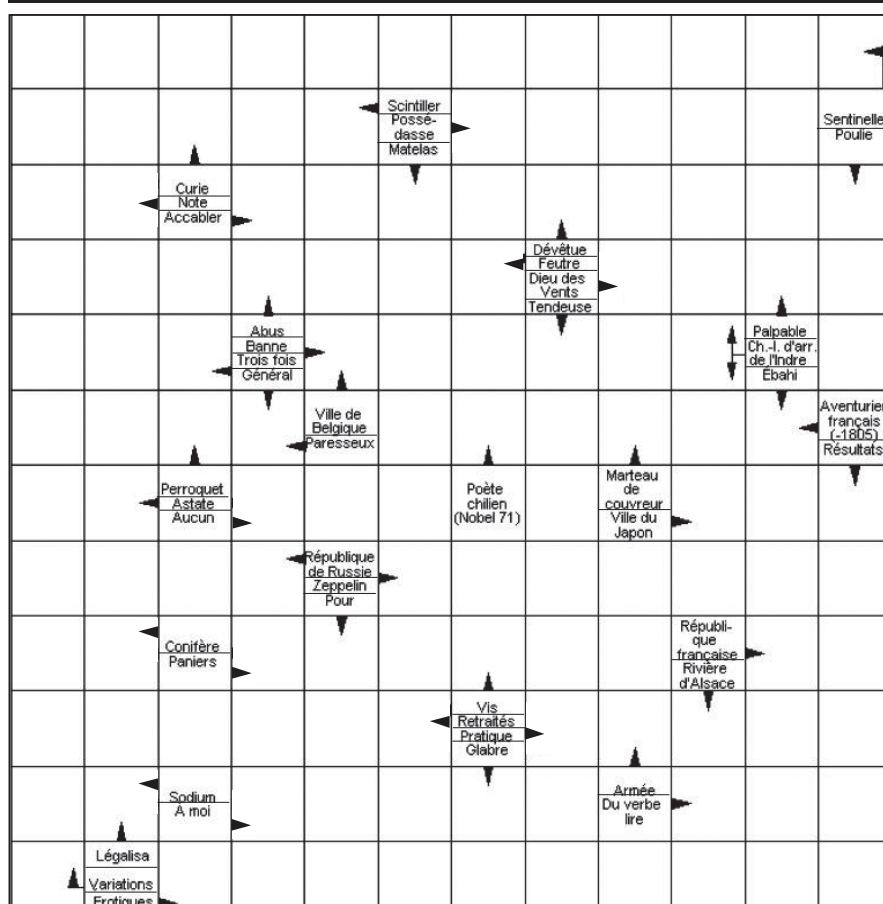 Scintiller
Possé-
dasse
Matelas
Sentinelle
Poulie
Curie
Note
Accabler
Dévêtue
Feutre
Dieu des
Vents
Tendeuse
Abus
Banne
Trois fois
Général
Palpable
Ch.-l. d'arr.
de l'Indre
Ébahi
Ville de
Belgique
Paresseux
Aventurier
français
(-1805)
Résultats
Perroquet
Astate
Aucun
Poète
chilien
(Nobel 71)
Marteau
de
couvreur
Ville du
Japon
République
de Russie
Zeppelin
Pour
Conifère
Paniers
Républi-
que
française
Rivière
d'Alsace
Vis
Retraités
Pratique
Glabre
Sodium
A moi
Armée
Du verbe
lire
Légalisa
Variations
Erotiques